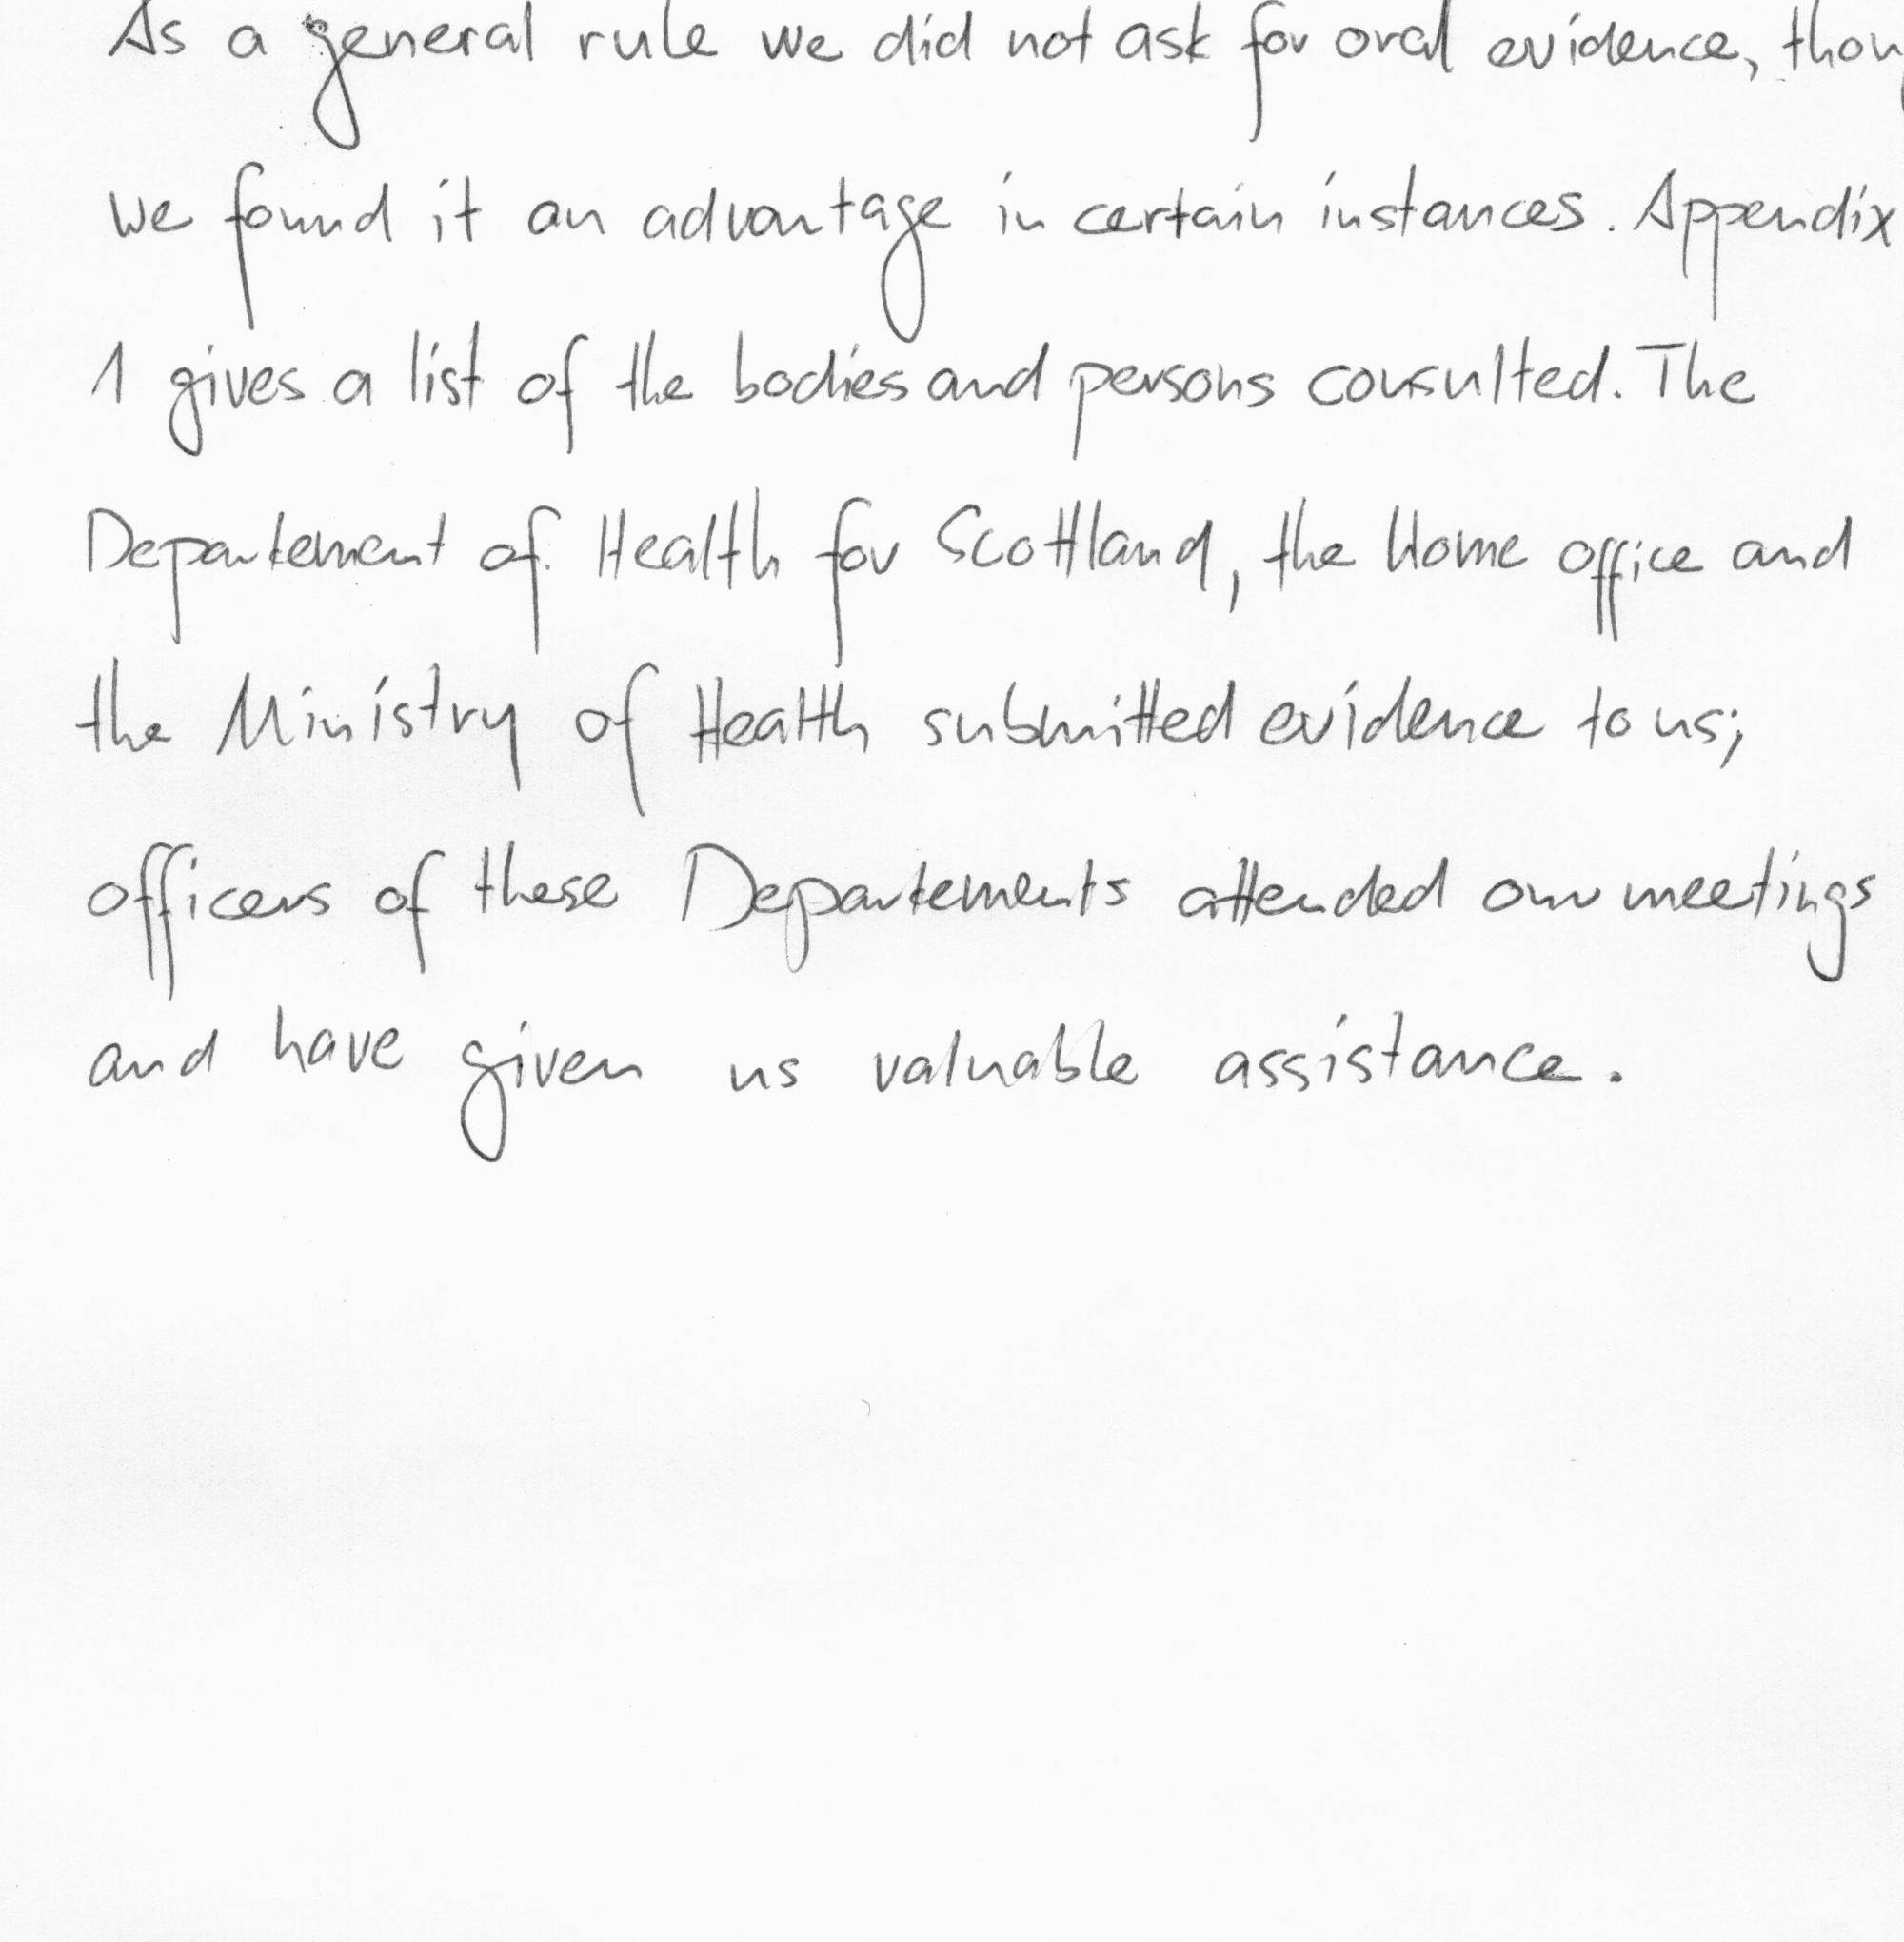 As a general rule we did not ask for oral evidence, thou
we found it an advantage in certain instances. Appendix
1 gives a list of the bodies and persons consulted. The
Departement of Health for Scottland, the Home office and
the Ministry of Health submitted evidence to us;
officers of these Departements attended our meetings
and have given us valuable assistance.